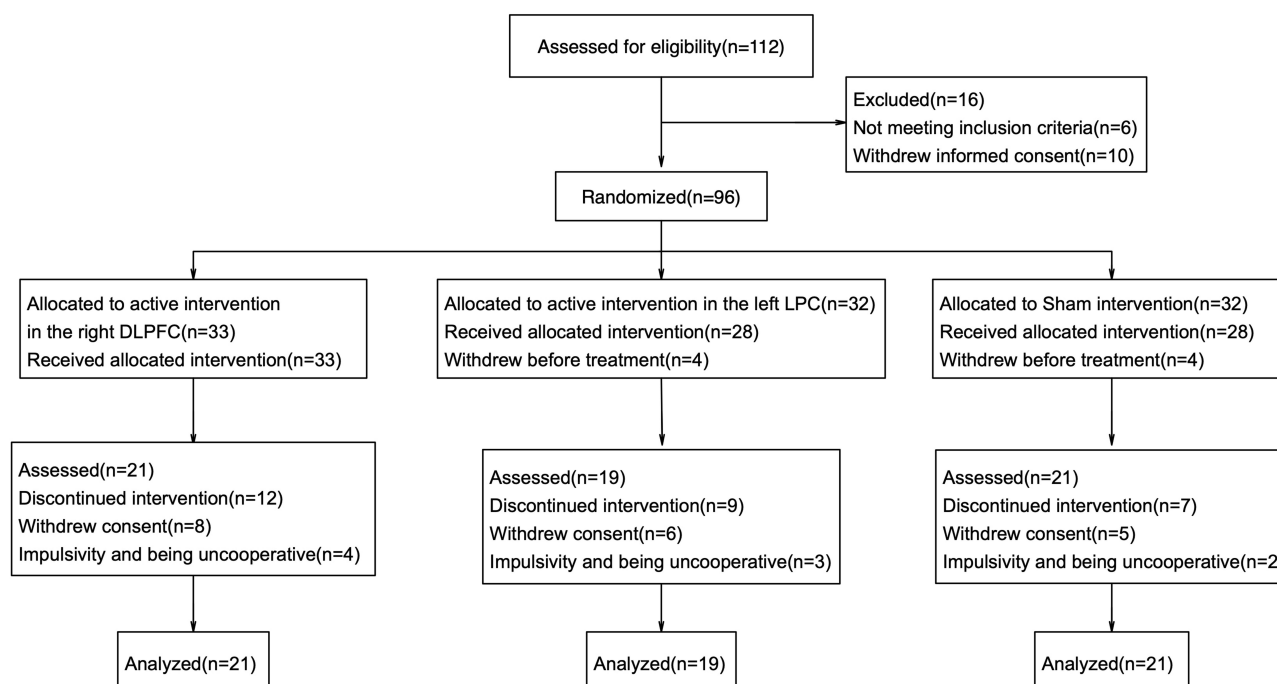 Assessed for eligibility(n=112)
Excluded(n=16)
Not meeting inclusion criteria(n=6)
Withdrew informed consent(n=10)
Randomized(n=96)
Allocated to active intervention
in the right DLPFC(n=33)
Received allocated intervention(n=33)
Allocated to active intervention in the left LPC(n=32)
Received allocated intervention(n=28)
Withdrew before treatment(n=4)
Allocated to Sham intervention(n=32)
Received allocated intervention(n=28)
Withdrew before treatment(n=4)
Assessed(n=21)
Discontinued intervention(n=12)
Withdrew consent(n=8)
Impulsivity and being uncooperative(n=4)
Assessed(n=19)
Discontinued intervention(n=9)
Withdrew consent(n=6)
Impulsivity and being uncooperative(n=3)
Assessed(n=21)
Discontinued intervention(n=7)
Withdrew consent(n=5)
Impulsivity and being uncooperative(n=2
Analyzed(n=21)
Analyzed(n=19)
Analyzed(n=21)